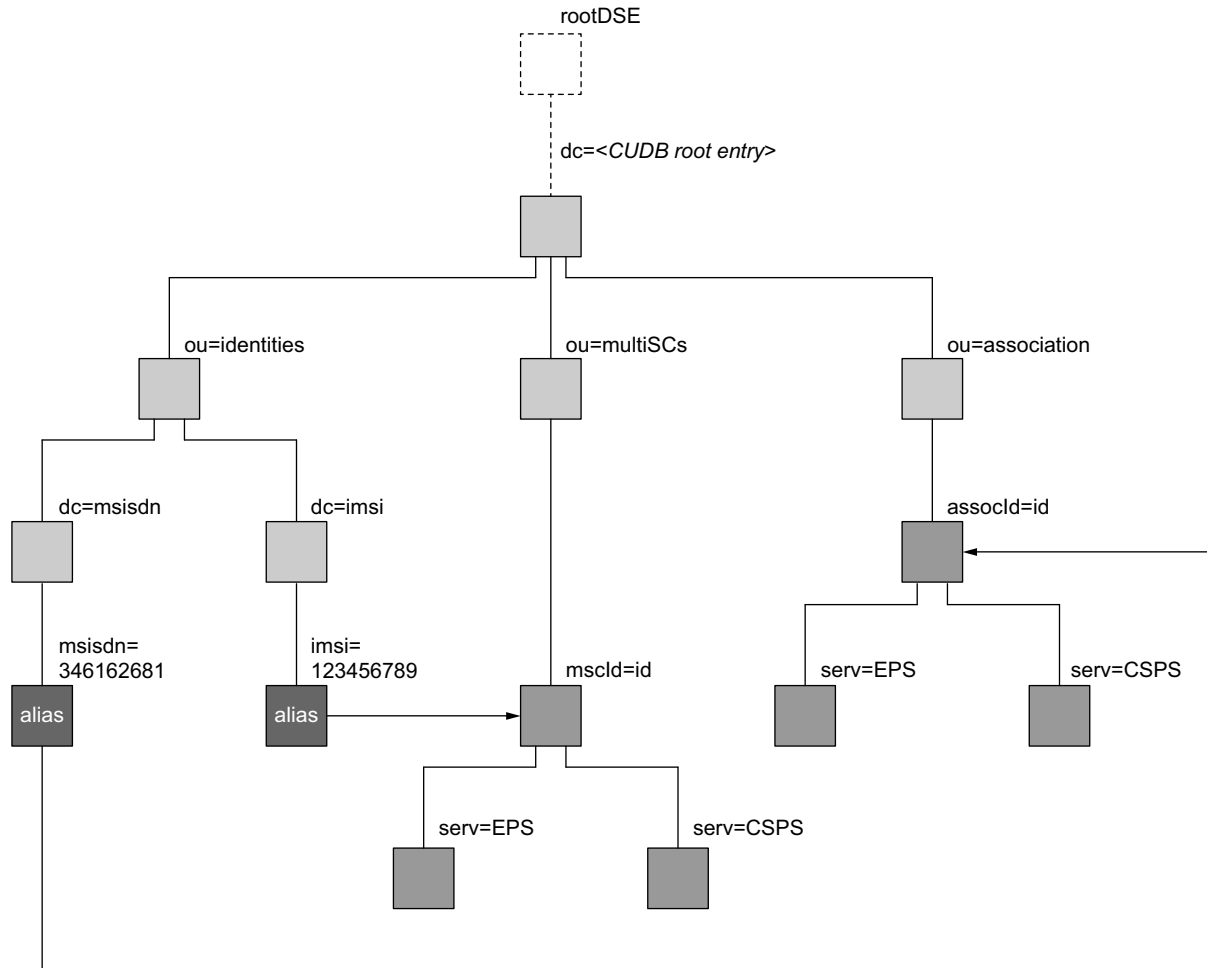 rootDSE
dc=<CUDB root entry>
ou=identities
ou=multiSCs
ou=association
dc=msisdn
dc=imsi
assocId=id
msisdn=
346162681
imsi=
123456789
mscId=id
serv=EPS
serv=CSPS
alias
alias
serv=EPS
serv=CSPS